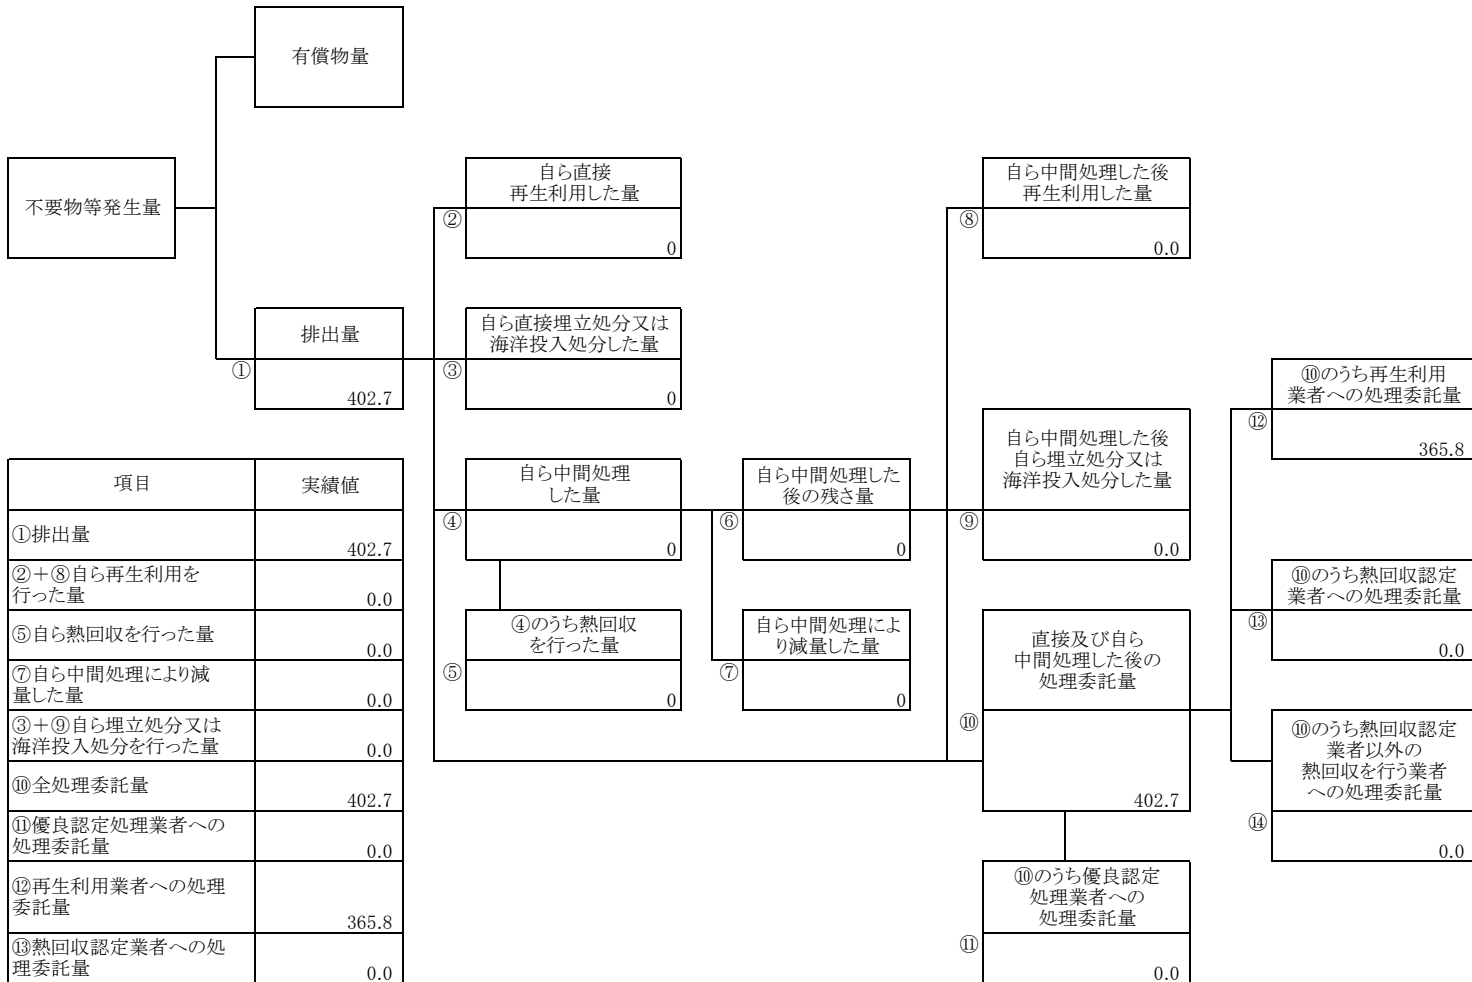 有償物量
不要物等発生量
自ら直接
再生利用した量
②
0
自ら中間処理した後
再生利用した量
⑧
0.0
排出量
①
402.7
自ら直接埋立処分又は
海洋投入処分した量
③
0
⑩のうち再生利用
業者への処理委託量
⑫
365.8
自ら中間処理
した量
④
0
自ら中間処理した
後の残さ量
⑥
0
自ら中間処理した後
自ら埋立処分又は
海洋投入処分した量
⑨
0.0
⑩のうち熱回収認定
業者への処理委託量
⑬
0.0
④のうち熱回収
を行った量
⑤
0
自ら中間処理によ
り減量した量
⑦
0
直接及び自ら
中間処理した後の
処理委託量
⑩
402.7
⑩のうち熱回収認定
業者以外の
熱回収を行う業者
への処理委託量
⑭
0.0
⑩のうち優良認定
処理業者への
処理委託量
⑪
0.0
項目 実績値
①排出量
402.7
②+⑧自ら再生利用を
行った量
0.0
⑤自ら熱回収を行った量
0.0
⑦自ら中間処理により減
量した量
0.0
③+⑨自ら埋立処分又は
海洋投入処分を行った量
0.0
⑩全処理委託量
402.7
⑪優良認定処理業者への
処理委託量
0.0
⑫再生利用業者への処理
委託量
365.8
⑬熱回収認定業者への処
理委託量
0.0